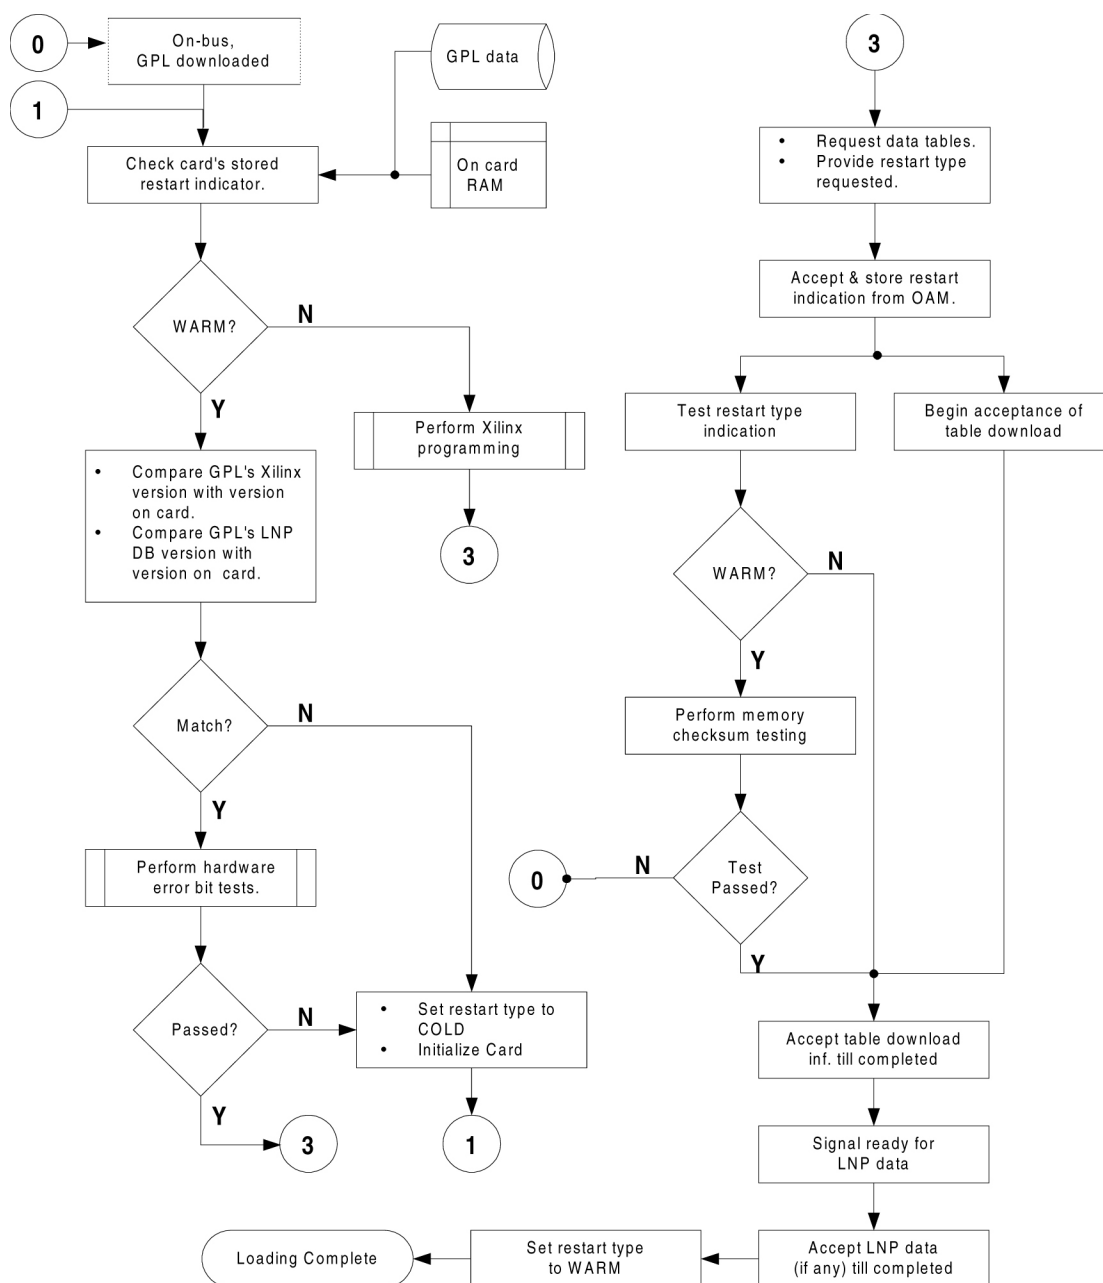 0
On-bus,
GPL downloaded
GPL data
1
Check card's stored
restart indicator.
On card
RAM
WARM?
N
Y
Perform Xilinx
programming
3
• Compare GPL's Xilinx
version with version
on card.
• Compare GPL's LNP
DB version with
version on card.
Match?
N
Y
Perform hardware
error bit tests.
Passed?
N
Y
3
• Set restart type to
COLD
• Initialize Card
1
3
• Request data tables.
• Provide restart type
requested.
Accept & store restart
indication from OAM.
Test restart type
indication
Begin acceptance of
table download
WARM?
N
Y
Perform memory
checksum testing
Test
Passed?
N
0
Y
Accept table download
inf. till completed
Signal ready for
LNP data
Accept LNP data
(if any) till completed
Set restart type
to WARM
Loading Complete